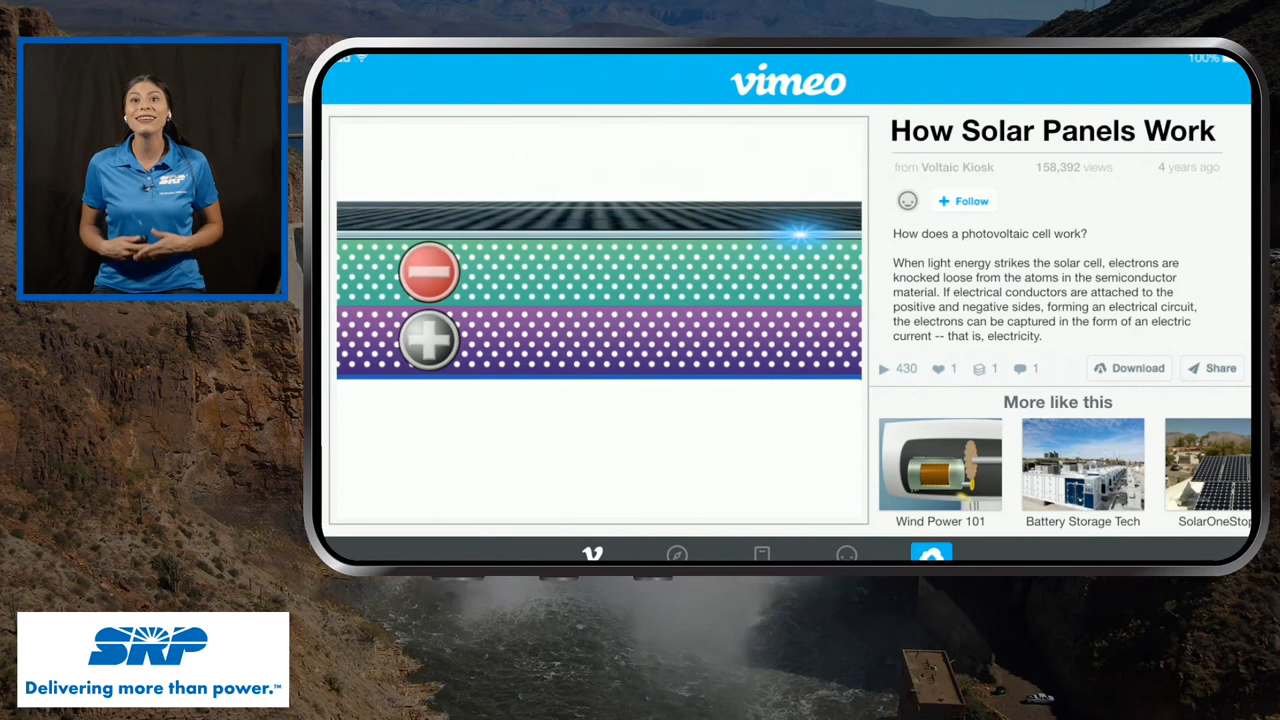 SRP
100%
vimeo
How Solar Panels Work
from Voltaic Kiosk 158,392 views 4 years ago
+ Follow
How does a photovoltaic cell work?
When light energy strikes the solar cell, electrons are
knocked loose from the atoms in the semiconductor
material. If electrical conductors are attached to the
positive and negative sides, forming an electrical circuit,
the electrons can be captured in the form of an electric
current -- that is, electricity.
430 1 1 1 Download Share
More like this
Wind Power 101 Battery Storage Tech SolarOneStop
SRP
Delivering more than power.™